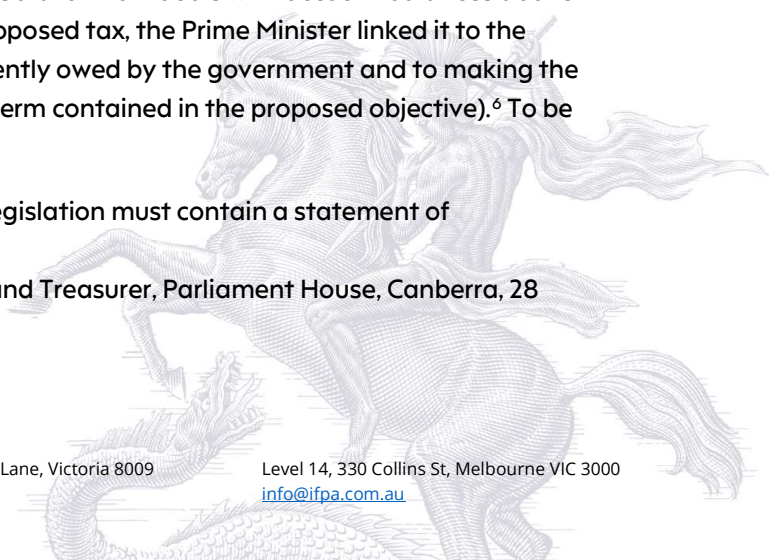 oposed tax, the Prime Minister linked it to the
ently owed by the government and to making the
erm contained in the proposed objective).⁶ To be
egislation must contain a statement of
and Treasurer, Parliament House, Canberra, 28
Lane, Victoria 8009
Level 14, 330 Collins St, Melbourne VIC 3000
info@ifpa.com.au